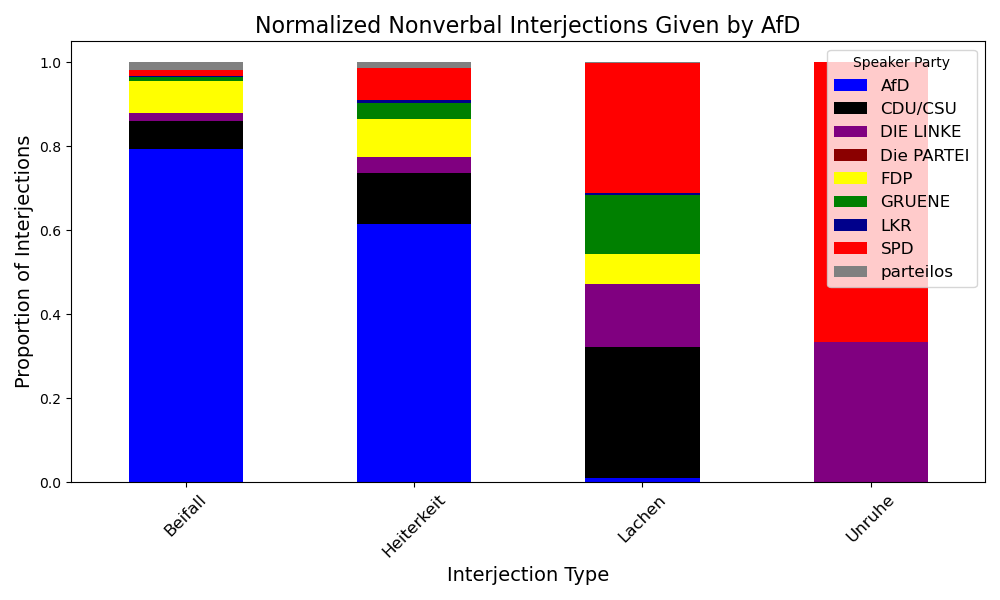 Normalized Nonverbal Interjections Given by AfD
Proportion of Interjections
1.0
0.8
0.6
0.4
0.2
0.0
Speaker Party
AfD
CDU/CSU
DIE LINKE
Die PARTEI
FDP
GRUENE
LKR
SPD
parteilos
Beifall
Heiterkeit
Lachen
Unruhe
Interjection Type